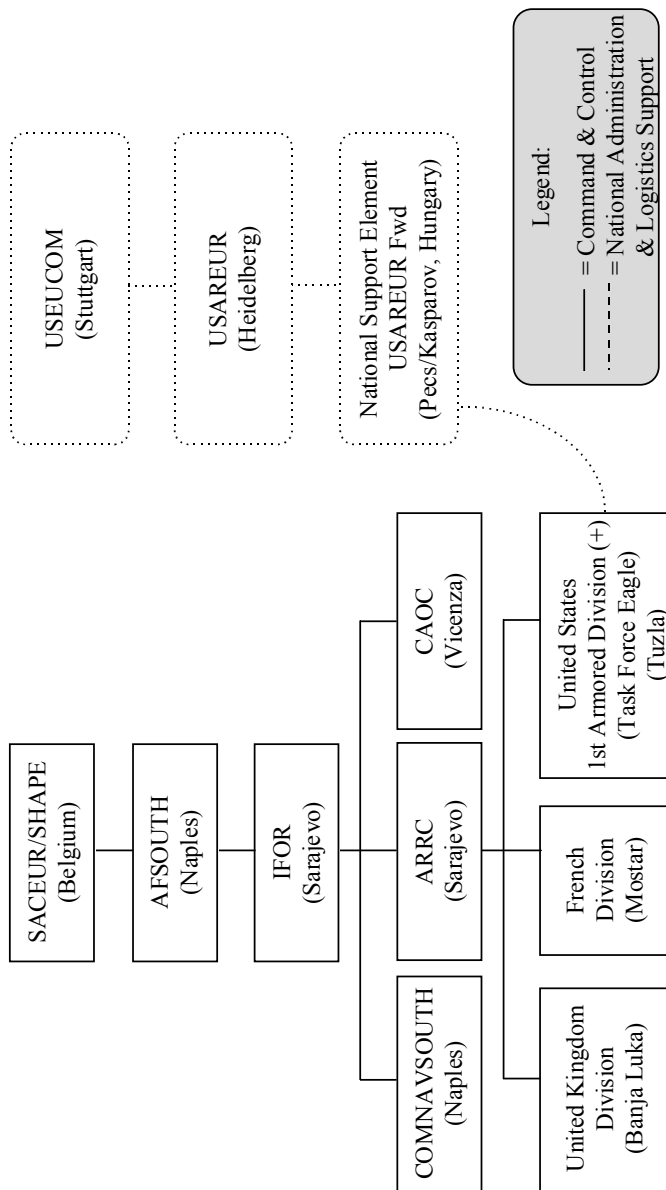 SACEUR/SHAPE
(Belgium)
AFSOUTH
(Naples)
IFOR
(Sarajevo)
COMNAVSOUTH
(Naples)
ARRC
(Sarajevo)
CAOC
(Vicenza)
United Kingdom
Division
(Banja Luka)
French
Division
(Mostar)
United States
1st Armored Division (+)
(Task Force Eagle)
(Tuzla)
USEUCOM
(Stuttgart)
USAREUR
(Heidelberg)
National Support Element
USAREUR Fwd
(Pecs/Kasparov, Hungary)
Legend:
= Command & Control
= National Administration
& Logistics Support